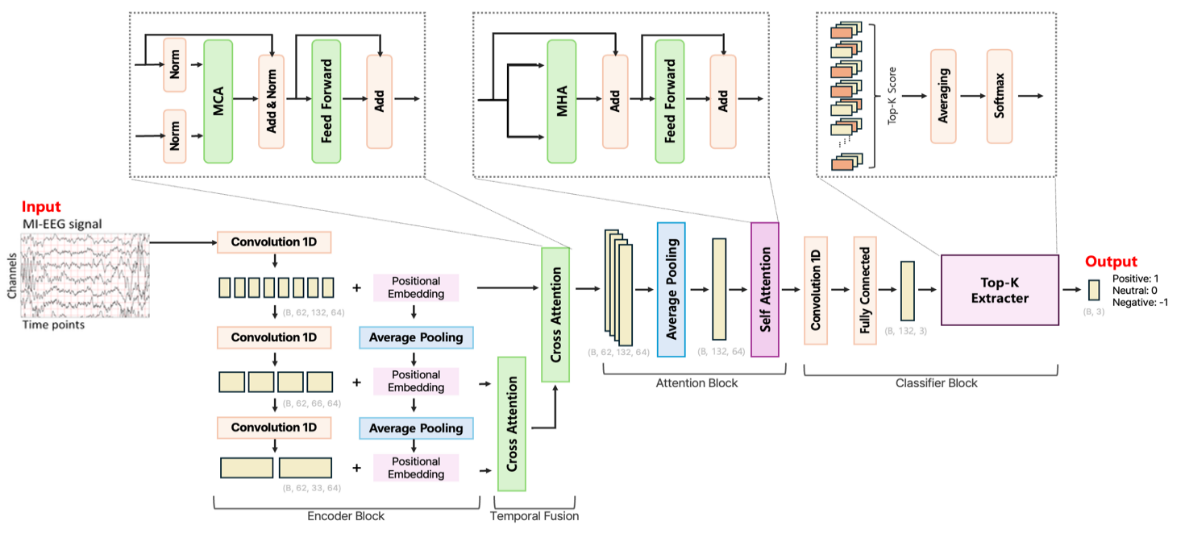 Norm
Norm
MCA
Add & Norm
Feed Forward
Add
MHA
Add
Feed Forward
Add
Top-K Score
Averaging
Softmax
Input
MI-EEG signal
Channels
Time points
Convolution 1D
(8, 62, 132, 64)
+
Positional
Embedding
Convolution 1D
Average Pooling
(8, 62, 66, 64)
+
Positional
Embedding
Convolution 1D
Average Pooling
(8, 62, 33, 64)
+
Positional
Embedding
Encoder Block
Cross Attention
Cross Attention
Temporal Fusion
(8, 62, 132, 64)
Average Pooling
(8, 132, 64)
Self Attention
Attention Block
Convolution 1D
Fully Connected
(8, 132, 3)
Top-K
Extracter
Classifier Block
Output
Positive: 1
Neutral: 0
Negative: -1
(8, 3)